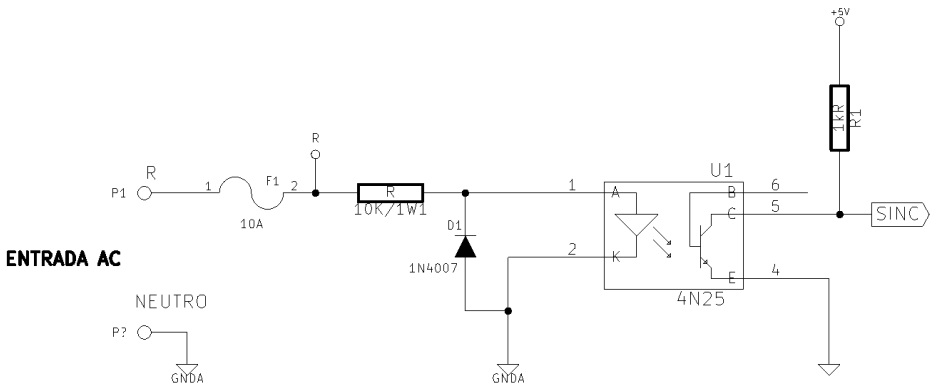 +5V
1kR
R1
R
R
F1
P1
1
2
10A
R
10K/1W1
D1
1N4007
1
2
U1
A
K
B
C
E
6
5
4
4N25
SINC
ENTRADA AC
NEUTRO
P?
GNDA
GNDA